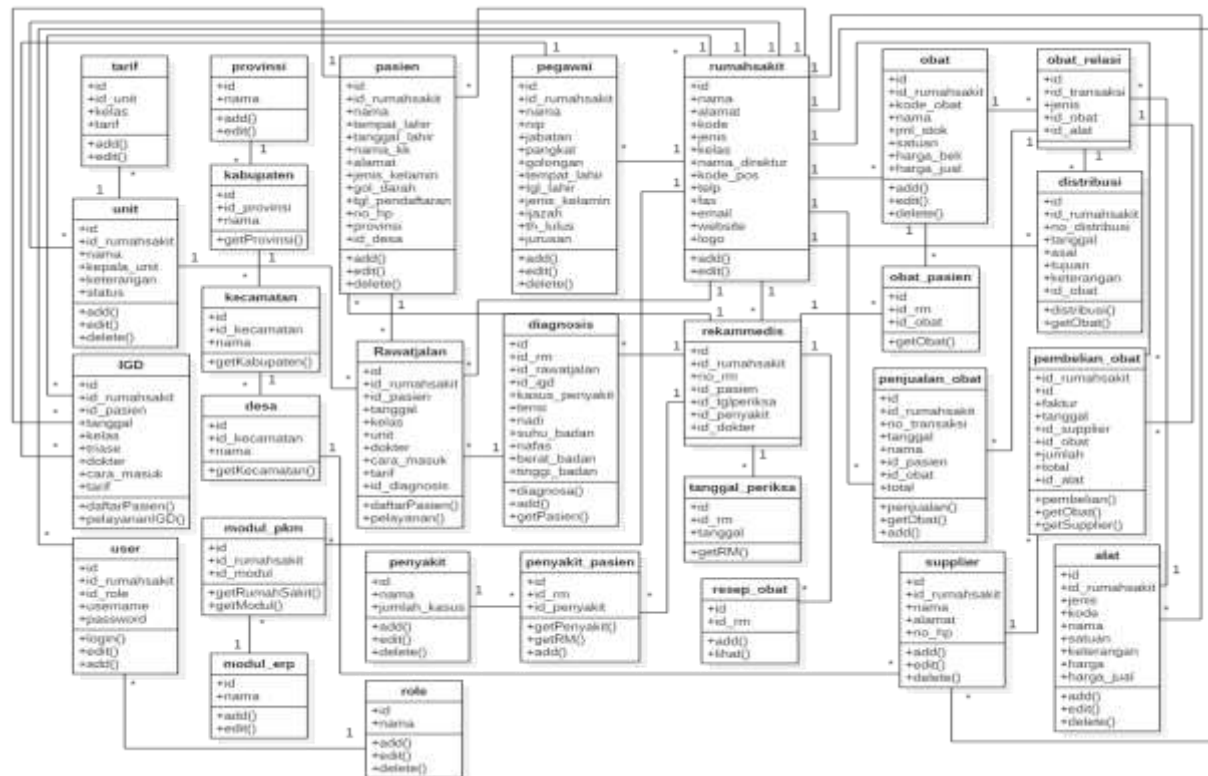 tarif
+id
+id_unit
+kelas
+tarif
+add()
+edit()
provinsi
+id
+nama
+add()
+edit()
pasien
+id
+id_rumahsakit
+nama
+tempat_lahir
+tanggal_lahir
+nama_kk
+alamat
+jenis_kelamin
+gol_darah
+tgl_pendaftaran
+no_hp
+provinsi
+id_desa
+add()
+edit()
+delete()
pegawai
+id
+id_rumahsakit
+nama
+nip
+jabatan
+pangkat
+golongan
+tempat_lahir
+tgl_lahir
+jenis_kelamin
+ijazah
+th_lulus
+jurusan
+add()
+edit()
+delete()
rumahsakit
+id
+nama
+alamat
+kode
+jenis
+kelas
+nama_direktur
+kode_pos
+telp
+email
+website
+logo
+add()
+edit()
obat
+id
+id_rumahsakit
+kode_obat
+nama
+jml_stok
+satuan
+harga_beli
+harga_jual
+add()
+edit()
+delete()
obat_relasi
+id
+id_transaksi
+jenis
+id_obat
+id_alat
kabupaten
+id
+id_provinsi
+nama
+getProvinsi()
unit
+id
+id_rumahsakit
+nama
+kepala_unit
+keterangan
+status
+add()
+edit()
+delete()
distribusi
+id
+id_rumahsakit
+no_distribusi
+tanggal
+asal
+tujuan
+keterangan
+id_obat
+distribusi()
+getObat()
kecamatan
+id
+id_kecamatan
+nama
+getKabupaten()
obat_pasien
+id
+id_rm
+id_obat
+getObat()
IGD
+id
+id_rumahsakit
+id_pasien
+tanggal
+kelas
+triase
+dokter
+cara_masuk
+tarif
+daftarPasien()
+pelayananIGD()
desa
+id
+id_kecamatan
+nama
+getKecamatan()
Rawatjalan
+id
+id_rumahsakit
+id_pasien
+tanggal
+kelas
+unit
+dokter
+cara_masuk
+tarif
+id_diagnosis
+daftarPasien()
+pelayanan()
diagnosis
+id
+id_rm
+id_rawatjalan
+id_igd
+kasus_penyakit
+tensi
+nadi
+suhu_badan
+nafas
+berat_badan
+tinggi_badan
+diagnosa()
+add()
+getPasien()
rekammedis
+id
+id_rumahsakit
+no_rm
+id_pasien
+id_tglperiksa
+id_penyakit
+id_dokter
penjualan_obat
+id
+id_rumahsakit
+no_transaksi
+tanggal
+nama
+id_pasien
+id_obat
+total
+penjualan()
+getObat()
+add()
pembelian_obat
+id_rumahsakit
+id
+faktur
+tanggal
+id_supplier
+id_obat
+jumlah
+total
+id_alat
+pembelian()
+getObat()
+getSupplier()
tanggal_periksa
+id
+id_rm
+tanggal
+getRM()
user
+id
+id_rumahsakit
+id_role
+username
+password
+login()
+edit()
+add()
modul_pkm
+id
+id_rumahsakit
+id_modul
+getRumahSakit()
+getModul()
penyakit
+id
+nama
+jumlah_kasus
+add()
+edit()
+delete()
penyakit_pasien
+id
+id_rm
+id_penyakit
+getPenyakit()
+getRM()
+add()
resep_obat
+id
+id_rm
+add()
+lihat()
supplier
+id
+id_rumahsakit
+nama
+alamat
+no_hp
+add()
+edit()
+delete()
alat
+id
+id_rumahsakit
+jenis
+kode
+nama
+satuan
+keterangan
+harga
+harga_jual
+add()
+edit()
+delete()
modul_erp
+id
+nama
+add()
+edit()
role
+id
+nama
+add()
+edit()
+delete()